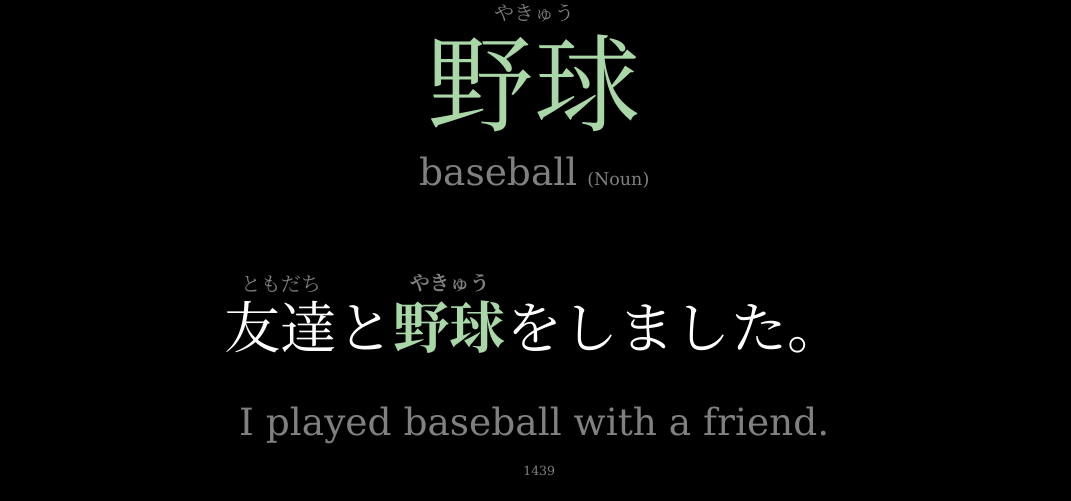 やきゅう
野球
baseball (Noun)
ともだち やきゅう
友達と野球をしました。
I played baseball with a friend.
1439